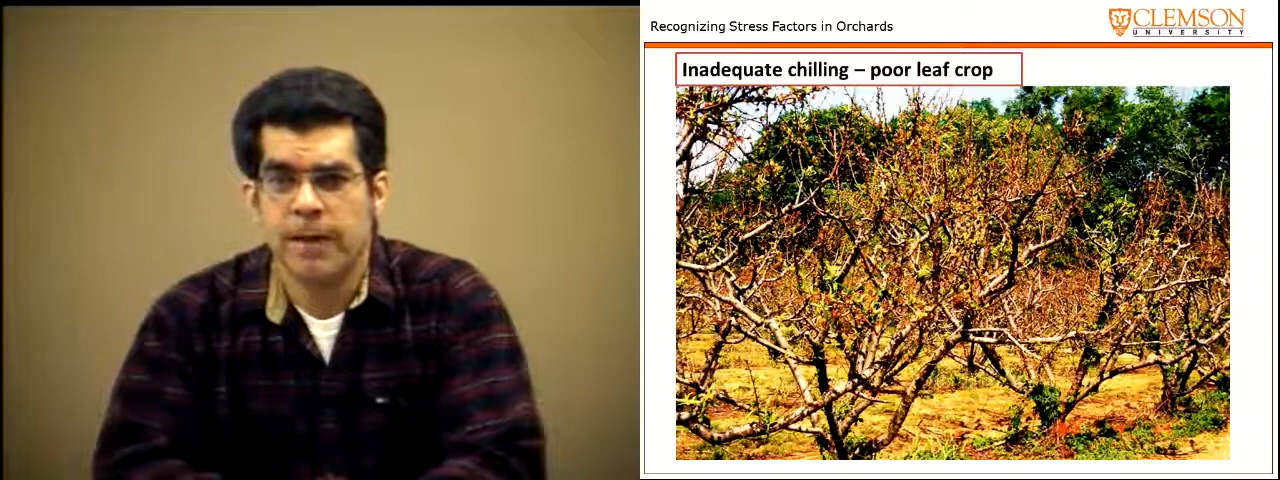 Recognizing Stress Factors in Orchards
CLEMSON
UNIVERSITY
Inadequate chilling – poor leaf crop